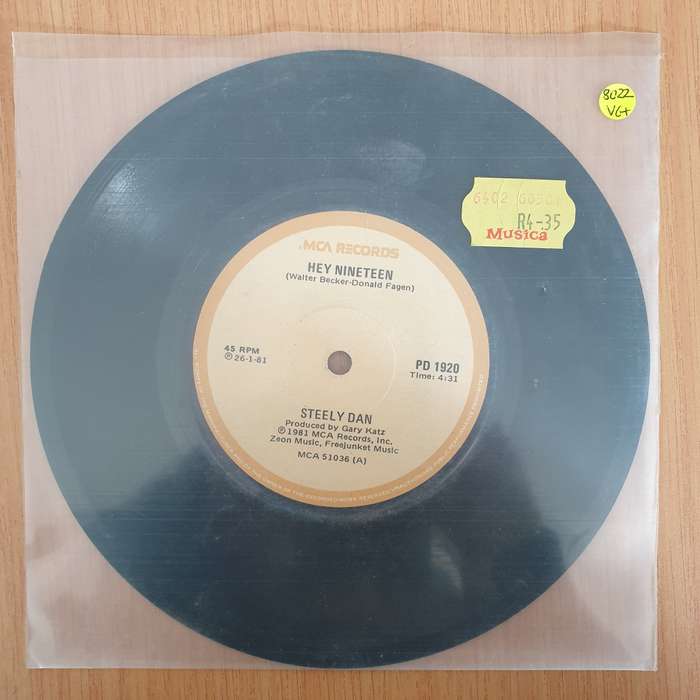 8022
VG+
6402
R4-.35
Musica
MCA RECORDS
HEY NINETEEN
(Walter Becker-Donald Fagen)
45 RPM
℗ 26-1-81
PD 1920
Time: 4:31
STEELY DAN
Produced by Gary Katz
℗ 1981 MCA Records, Inc.
Zeon Music, Freejunket Music
MCA 51036 (A)